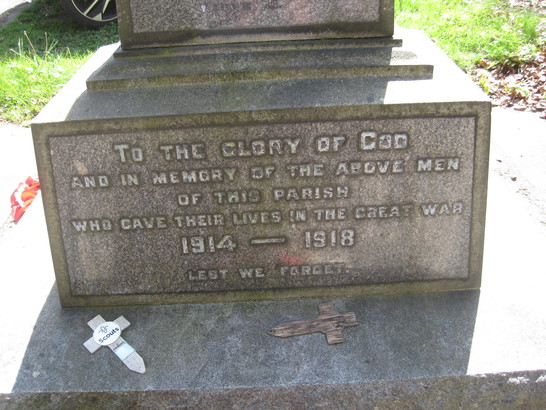 TO THE GLORY OF GOD
AND IN MEMORY OF THE ABOVE MEN
OF THIS PARISH
WHO GAVE THEIR LIVES IN THE GREAT WAR
1914 — 1918
LEST WE FORGET.
Scouts